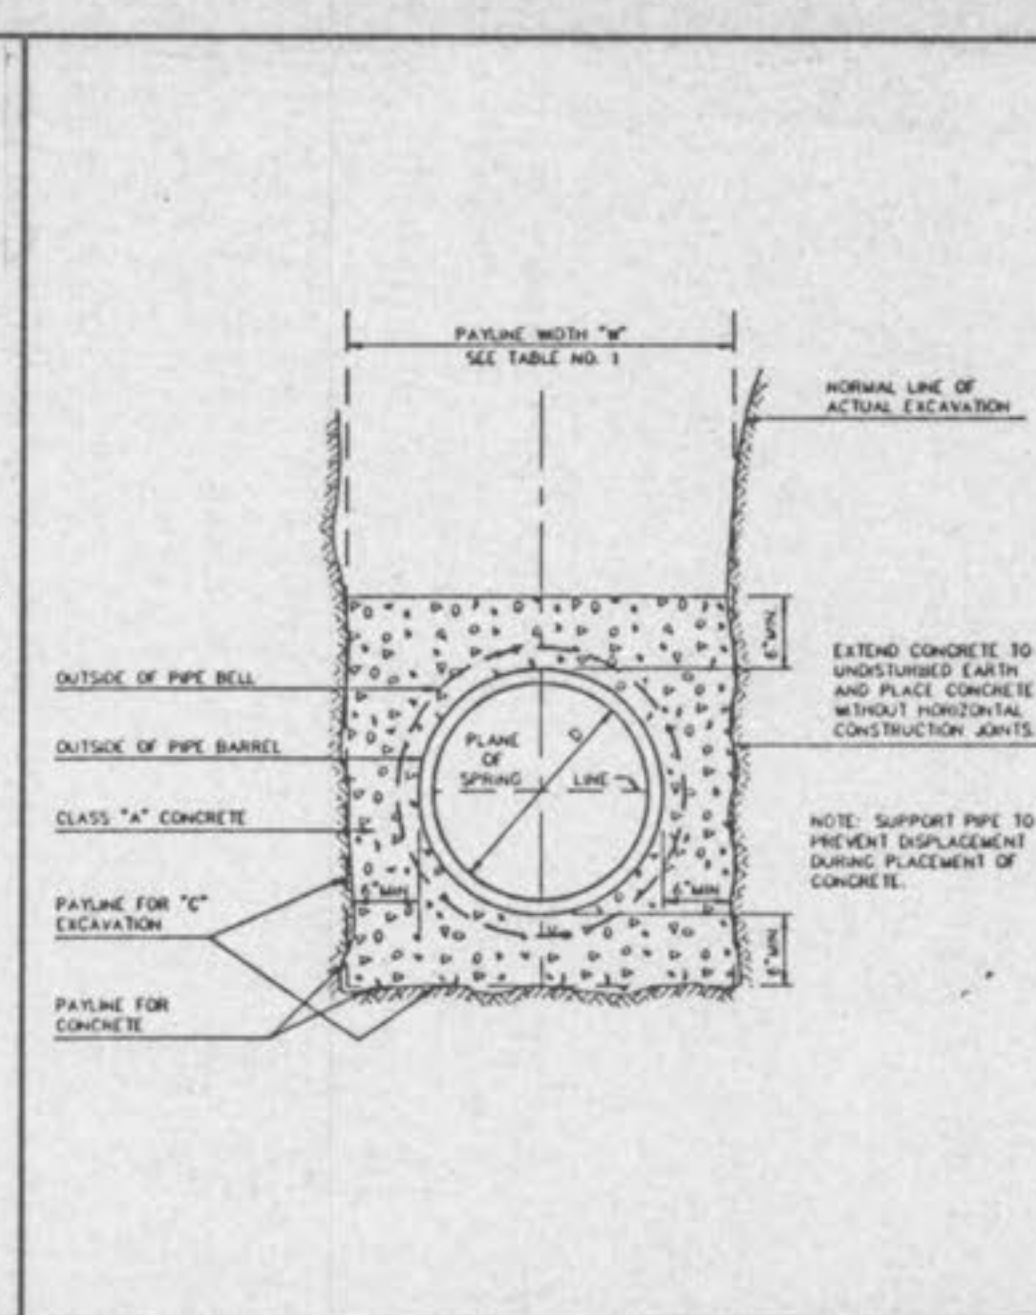 PAYLINE WIDTH "W"
SEE TABLE NO. 1
NORMAL LINE OF
ACTUAL EXCAVATION
6"MIN.
EXTEND CONCRETE TO
UNDISTURBED EARTH
AND PLACE CONCRETE
WITHOUT HORIZONTAL
CONSTRUCTION JOINTS.
OUTSIDE OF PIPE BELL
OUTSIDE OF PIPE BARREL
PLANE
OF
SPRING LINE
D
CLASS "A" CONCRETE
NOTE: SUPPORT PIPE TO
PREVENT DISPLACEMENT
DURING PLACEMENT OF
CONCRETE.
6"MIN
6"MIN
PAYLINE FOR "C"
EXCAVATION
6"MIN.
PAYLINE FOR
CONCRETE